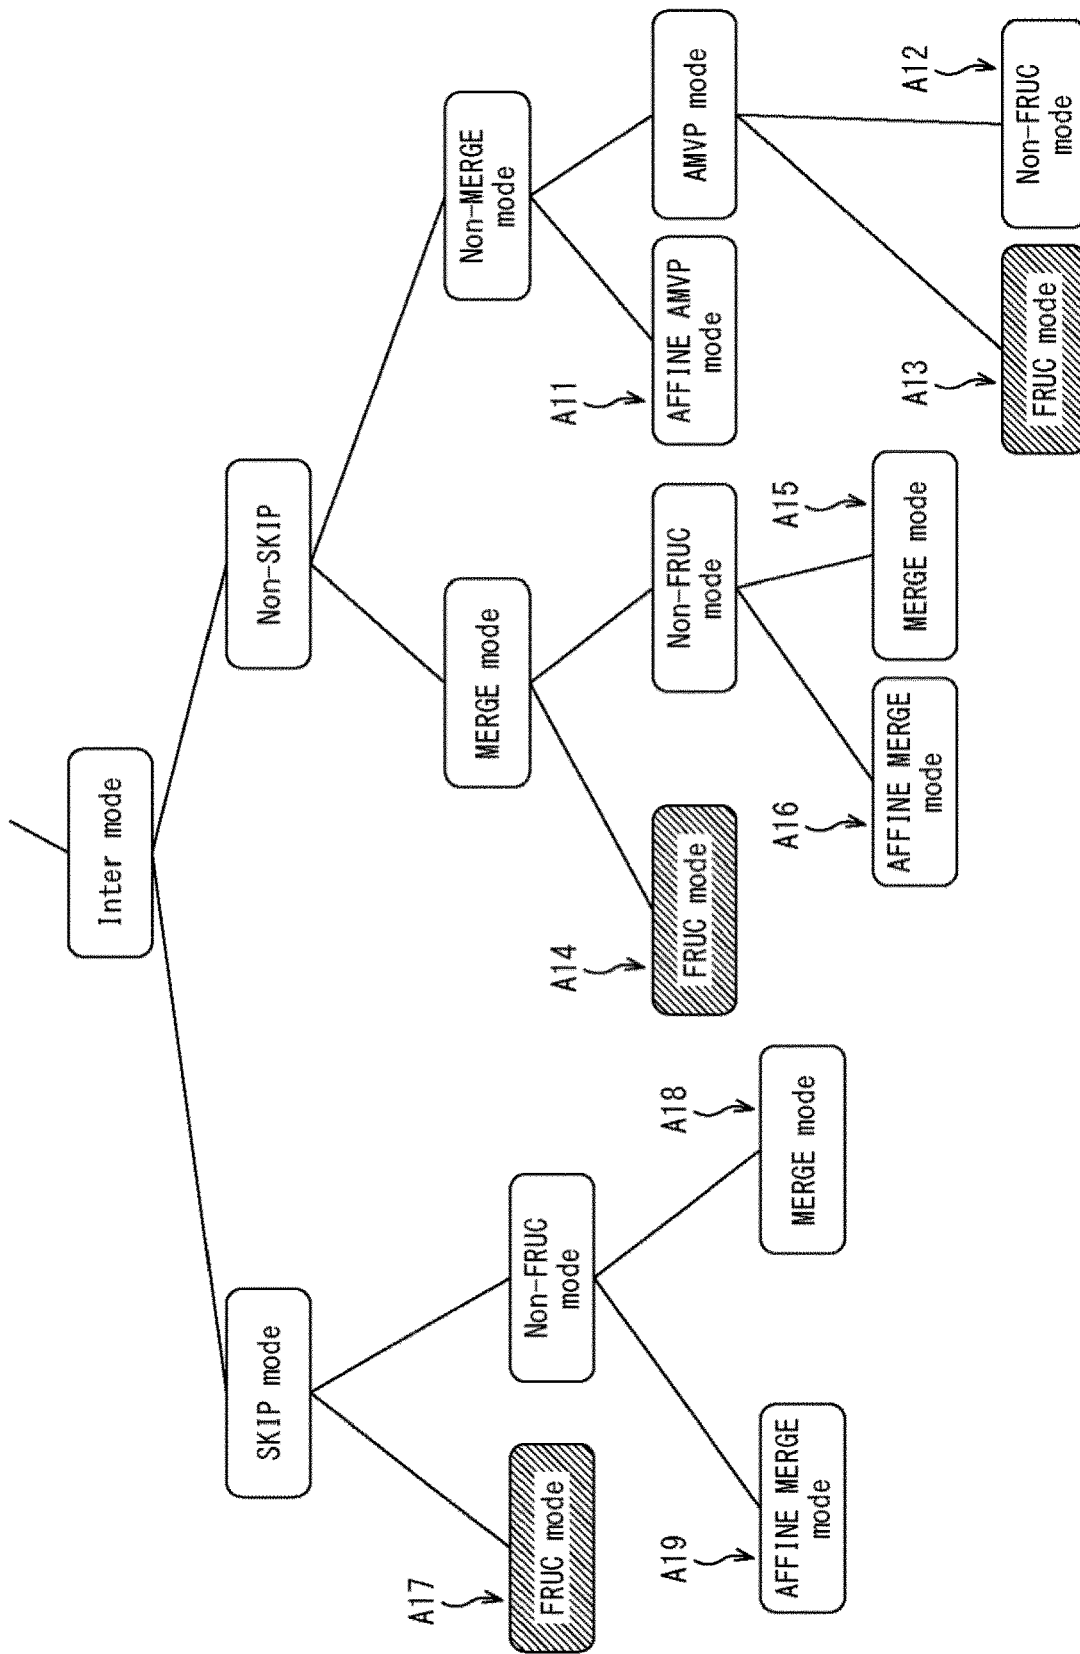 Inter mode
SKIP mode
Non-SKIP
MERGE mode
Non-MERGE
mode
A17
FRUC mode
Non-FRUC
mode
A14
FRUC mode
Non-FRUC
mode
A11
AFFINE AMVP
mode
AMVP mode
A19
AFFINE MERGE
mode
A18
MERGE mode
A16
AFFINE MERGE
mode
A15
MERGE mode
A13
FRUC mode
A12
Non-FRUC
mode